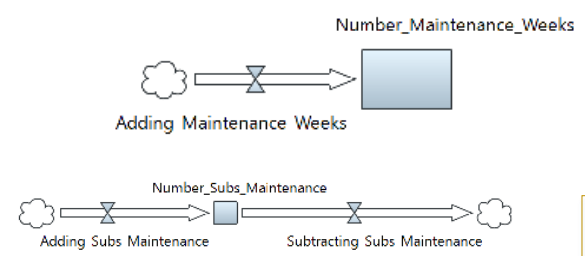 Number_Maintenance_Weeks
Adding Maintenance Weeks
Number_Subs_Maintenance
Adding Subs Maintenance
Subtracting Subs Maintenance